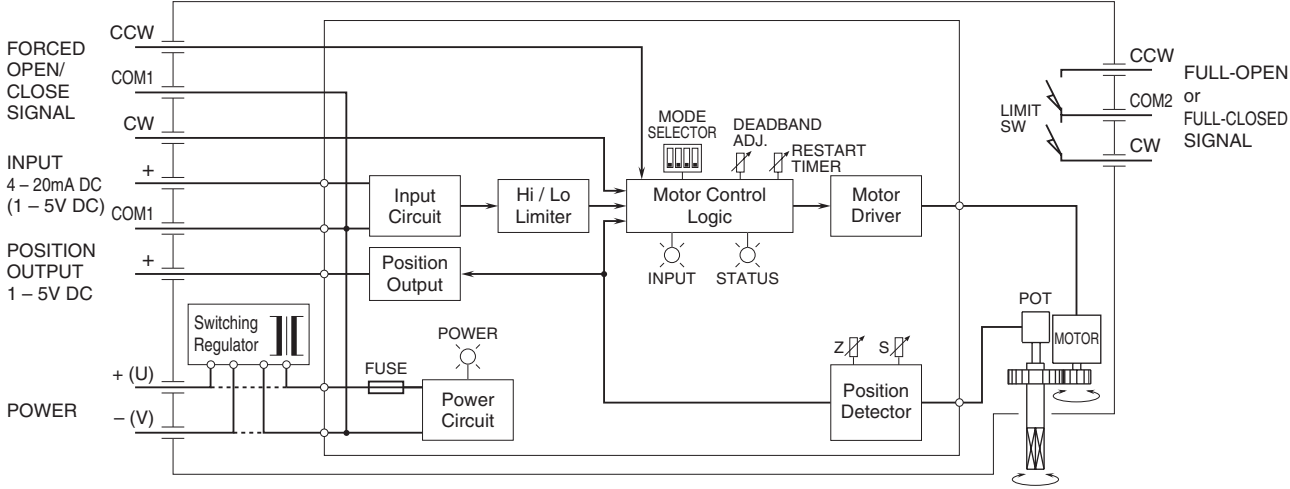 FORCED
OPEN/
CLOSE
SIGNAL
CCW
COM1
CW
INPUT
4 – 20mA DC
(1 – 5V DC)
+
COM1
POSITION
OUTPUT
1 – 5V DC
+
Switching
Regulator
POWER
+ (U)
– (V)
FUSE
POWER
Power
Circuit
Input
Circuit
Position
Output
Hi / Lo
Limiter
MODE
SELECTOR
DEADBAND
ADJ.
RESTART
TIMER
Motor Control
Logic
INPUT
STATUS
Motor
Driver
Z
S
Position
Detector
POT
MOTOR
LIMIT
SW
CCW
COM2
CW
FULL-OPEN
or
FULL-CLOSED
SIGNAL